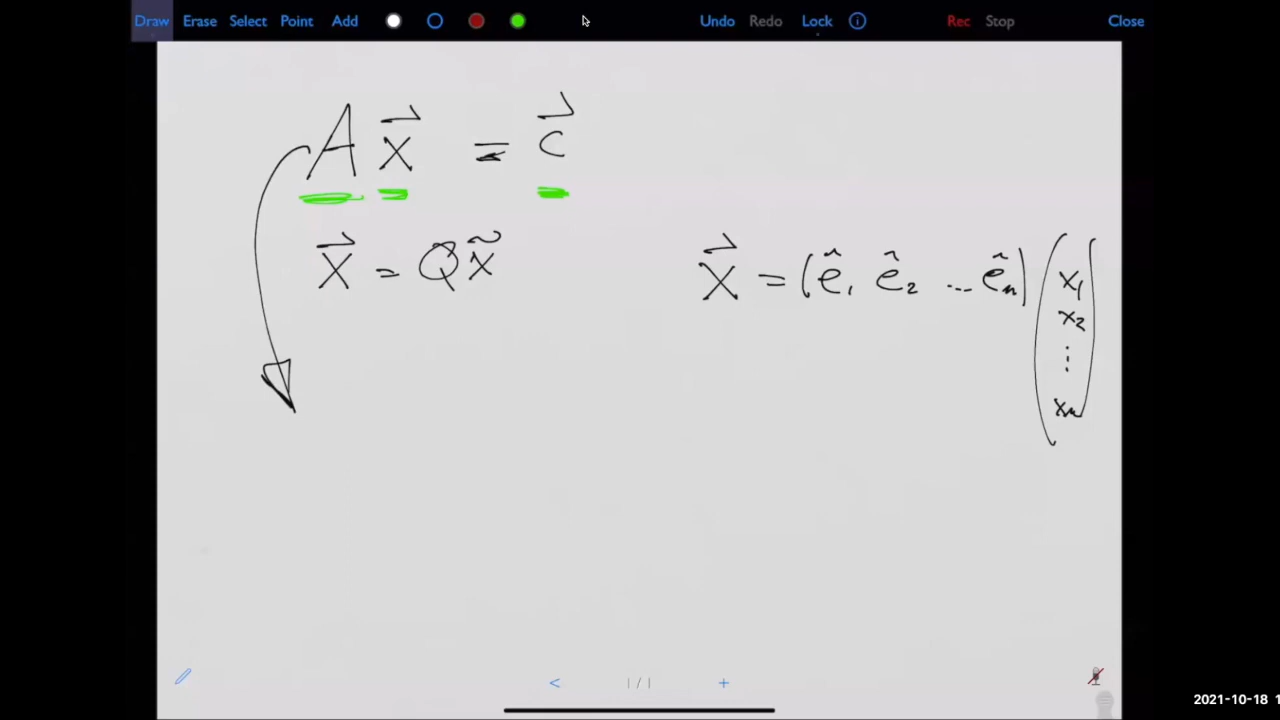 Draw Erase Select Point Add Undo Redo Lock Rec Stop Close
A x⃗ = c⃗
x⃗ = Q x̃
x⃗ = (ê₁ ê₂ ... êₙ) (x₁
x₂
⋮
xₙ)
< 1/1 +
2021-10-18 1